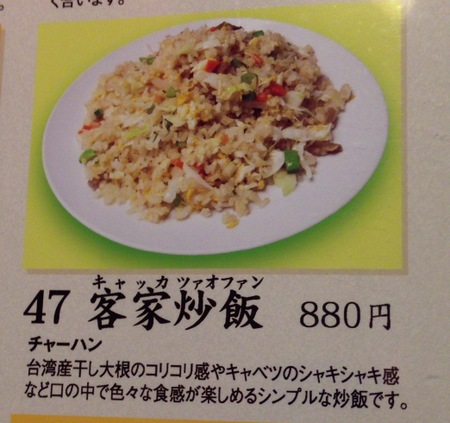 く合います。
キャッカ ツァオファン
47 客家炒飯 880円
チャーハン
台湾産干し大根のコリコリ感やキャベツのシャキシャキ感
など口の中で色々な食感が楽しめるシンプルな炒飯です。